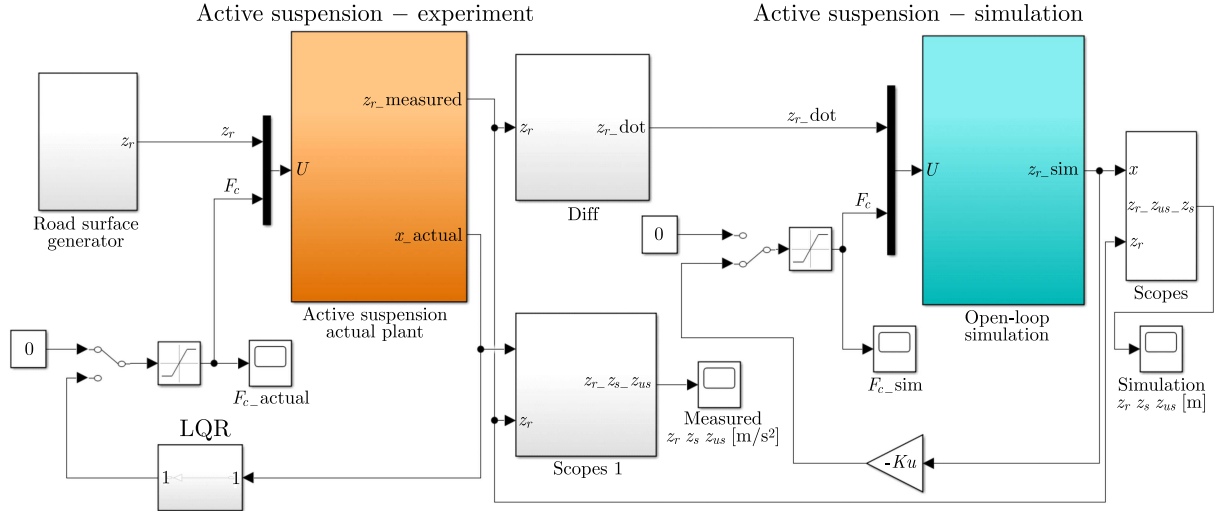 Active suspension – experiment
Active suspension – simulation
z_r
Road surface
generator
z_r
F_c
U
z_r_measured
x_actual
Active suspension
actual plant
z_r
z_r_dot
Diff
z_r_dot
F_c
U
z_r_sim
Open-loop
simulation
x
z_r_z_us_z_s
z_r
Scopes
0
0
F_c_actual
z_r_z_s_z_us
z_r
Scopes 1
Measured
z_r z_s z_us [m/s²]
F_c_sim
Simulation
z_r z_s z_us [m]
LQR
1
1
-Ku